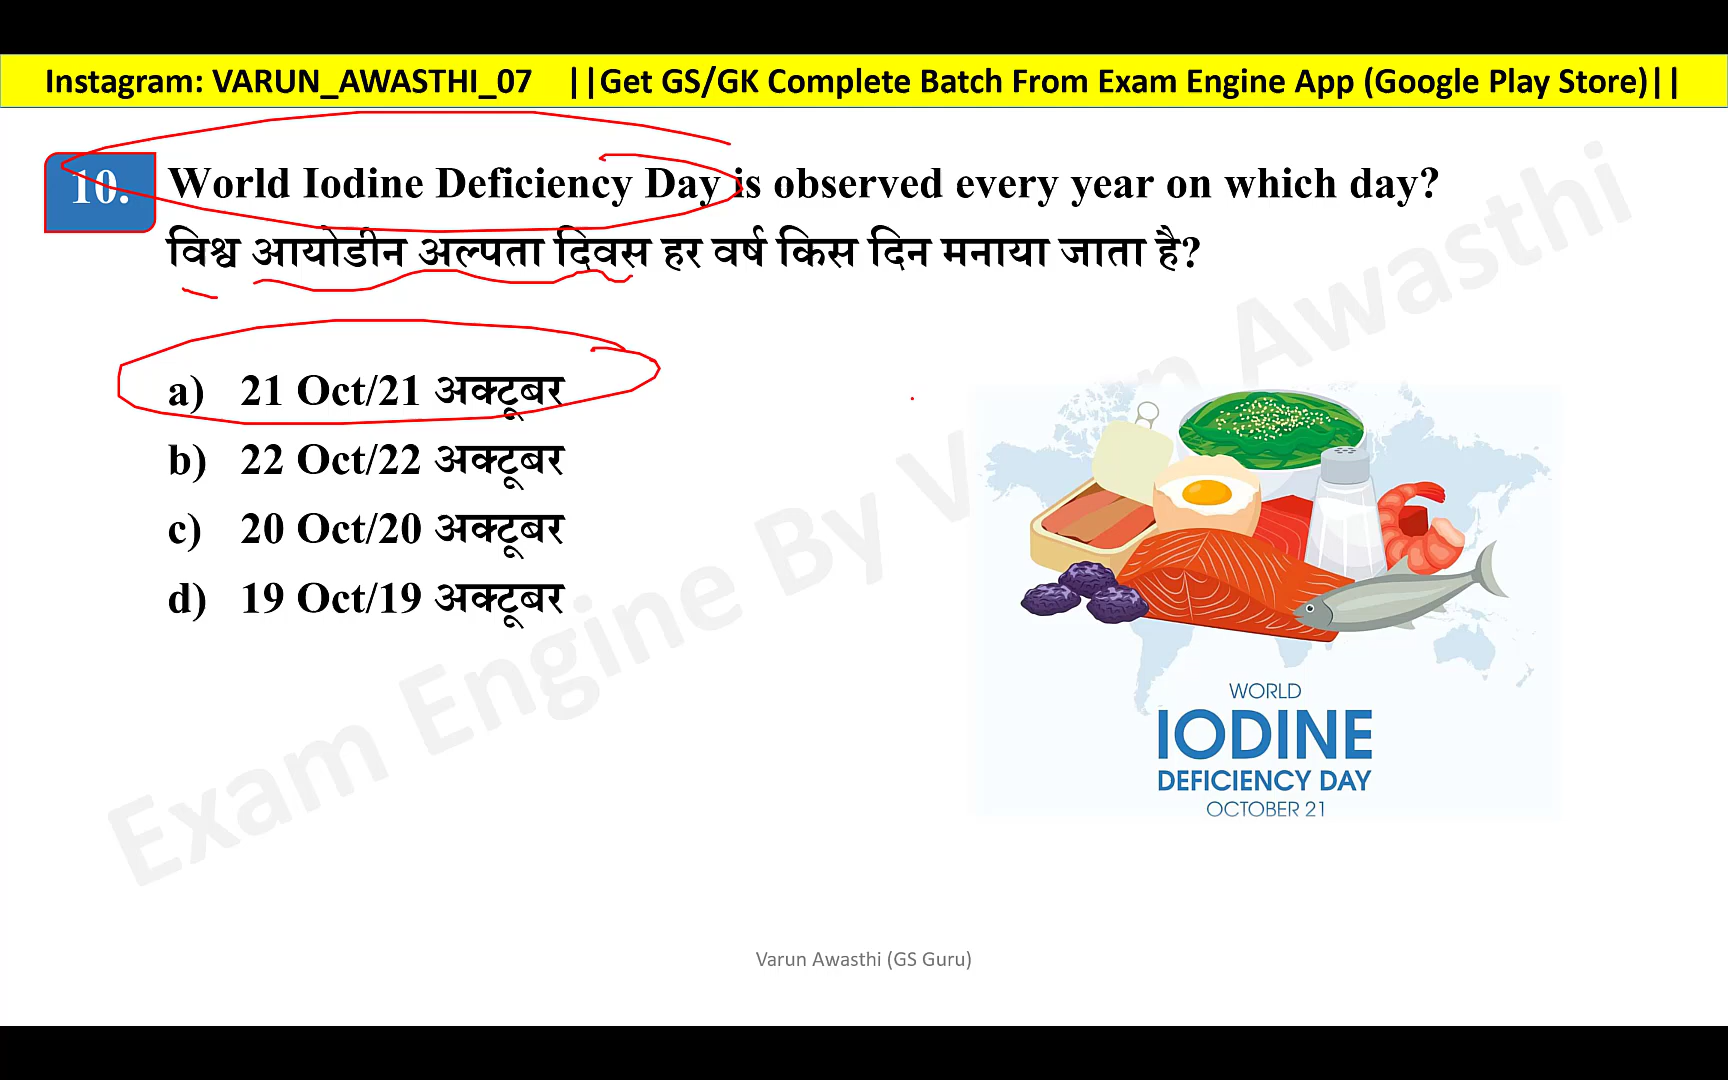 Instagram: VARUN_AWASTHI_07 ||Get GS/GK Complete Batch From Exam Engine App (Google Play Store)||
10. World Iodine Deficiency Day is observed every year on which day?
विश्व आयोडीन अल्पता दिवस हर वर्ष किस दिन मनाया जाता है?
a) 21 Oct/21 अक्टूबर
b) 22 Oct/22 अक्टूबर
c) 20 Oct/20 अक्टूबर
d) 19 Oct/19 अक्टूबर
WORLD
IODINE
DEFICIENCY DAY
OCTOBER 21
Exam Engine By V n Awasthi
Varun Awasthi (GS Guru)